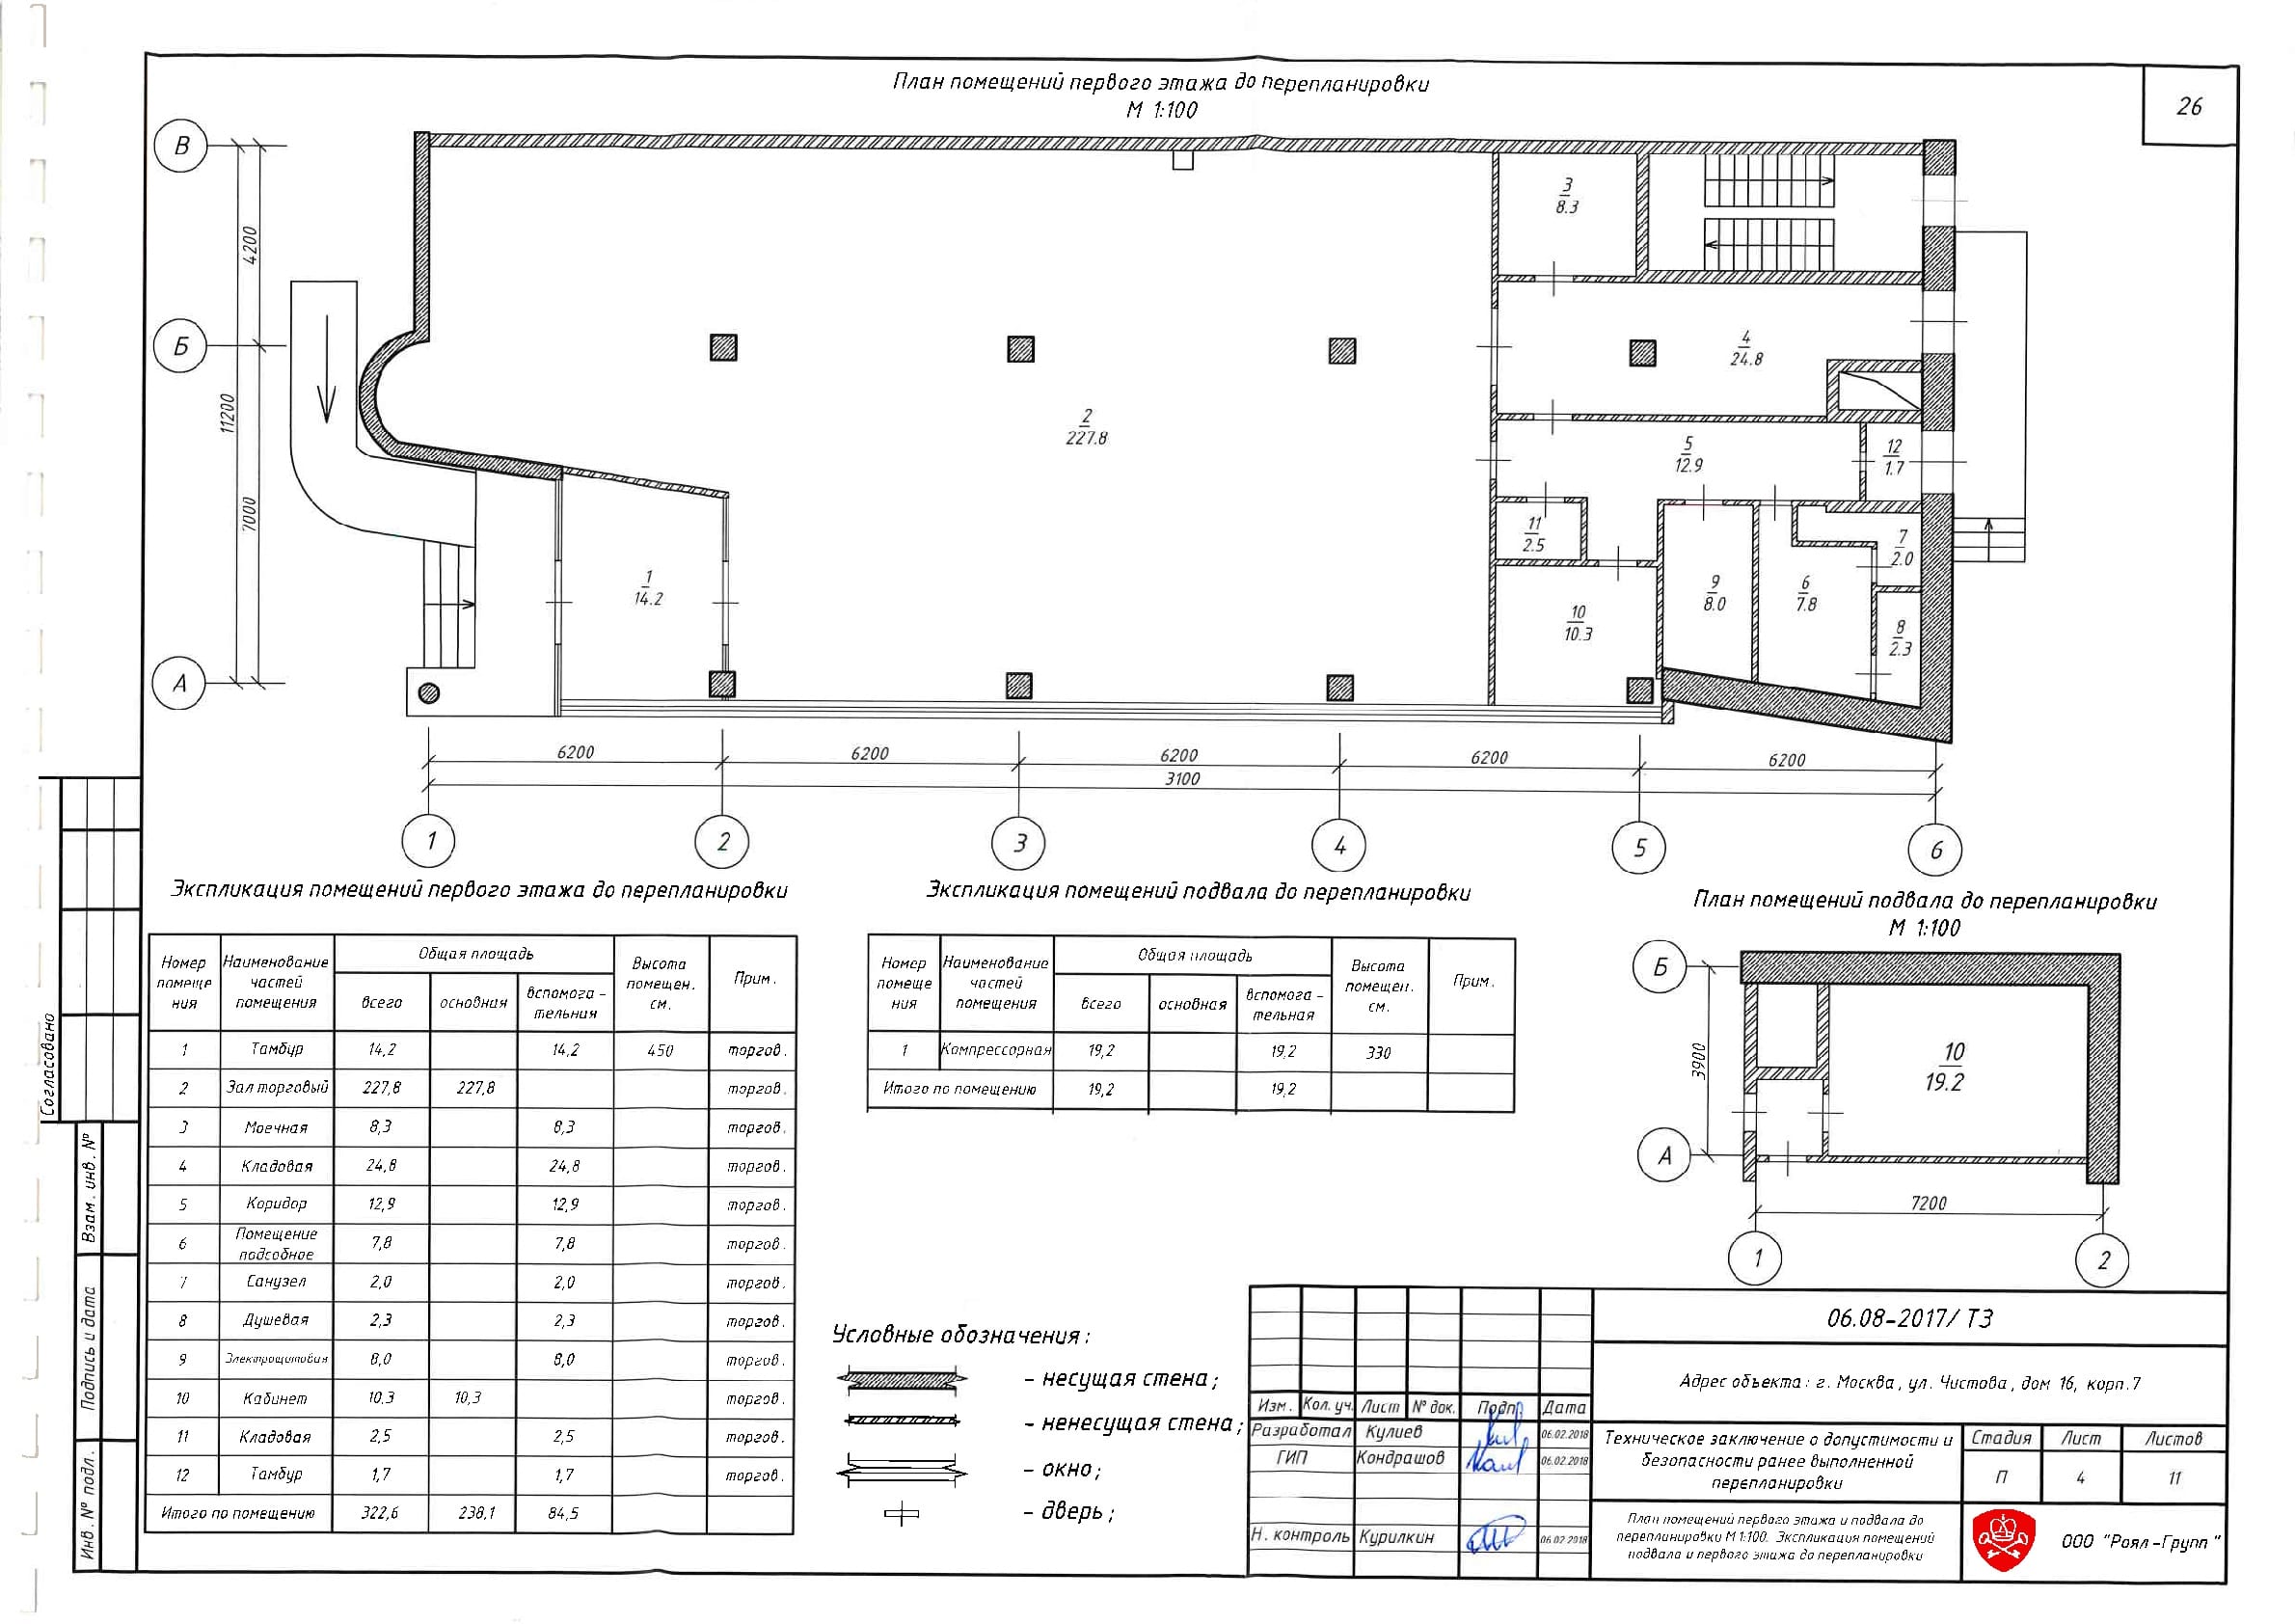 План помещений первого этажа до перепланировки
М 1:100
26
В
Б
А
4200
7000
11200
3
8.3
4
24.8
2
227.8
5
12.9
12
1.7
11
2.5
7
2.0
1
14.2
9
8.0
6
7.8
10
10.3
8
2.3
6200
6200
6200
6200
6200
3100
1
2
3
4
5
6
Экспликация помещений первого этажа до перепланировки
Номер помеще ния | Наименование частей помещения | Общая площадь | Высота помещен. см. | Прим.
всего | основная | вспомога - тельния
1 | Тамбур | 14,2 | 14,2 | 450 | торгов.
2 | Зал торговый | 227,8 | 227,8 | торгов.
3 | Моечная | 8,3 | 8,3 | торгов.
4 | Кладовая | 24,8 | 24,8 | торгов.
5 | Коридор | 12,9 | 12,9 | торгов.
6 | Помещение подсобное | 7,8 | 7,8 | торгов.
7 | Санузел | 2,0 | 2,0 | торгов.
8 | Душевая | 2,3 | 2,3 | торгов.
9 | Электрощитовая | 8,0 | 8,0 | торгов.
10 | Кабинет | 10,3 | 10,3 | торгов.
11 | Кладовая | 2,5 | 2,5 | торгов.
12 | Тамбур | 1,7 | 1,7 | торгов.
Итого по помещению | 322,6 | 238,1 | 84,5
Экспликация помещений подвала до перепланировки
Номер помеще ния | Наименование частей помещения | Общая площадь | Высота помещен. см. | Прим.
всего | основная | вспомога - тельная
1 | Компрессорная | 19,2 | 19,2 | 330
Итого по помещению | 19,2 | 19,2
План помещений подвала до перепланировки
М 1:100
Б
А
3900
10
19.2
7200
1
2
Условные обозначения:
- несущая стена;
- ненесущая стена;
- окно;
- дверь;
Согласовано
Взам. инв. №
Подпись и дата
Инв. № подл.
06.08-2017/ ТЗ
Адрес объекта: г. Москва, ул. Чистова, дом 16, корп.7
Изм. | Кол.уч. | Лист | № док. | Подп. | Дата
Разработал | Кулиев | 06.02.2018
ГИП | Кондрашов | 06.02.2018
Н. контроль | Курилкин | 06.02.2018
Техническое заключение о допустимости и
безопасности ранее выполненной
перепланировки
Стадия | Лист | Листов
П | 4 | 11
План помещений первого этажа и подвала до
перепланировки М 1:100. Экспликация помещений
подвала и первого этажа до перепланировки
ООО "Роял-Групп"